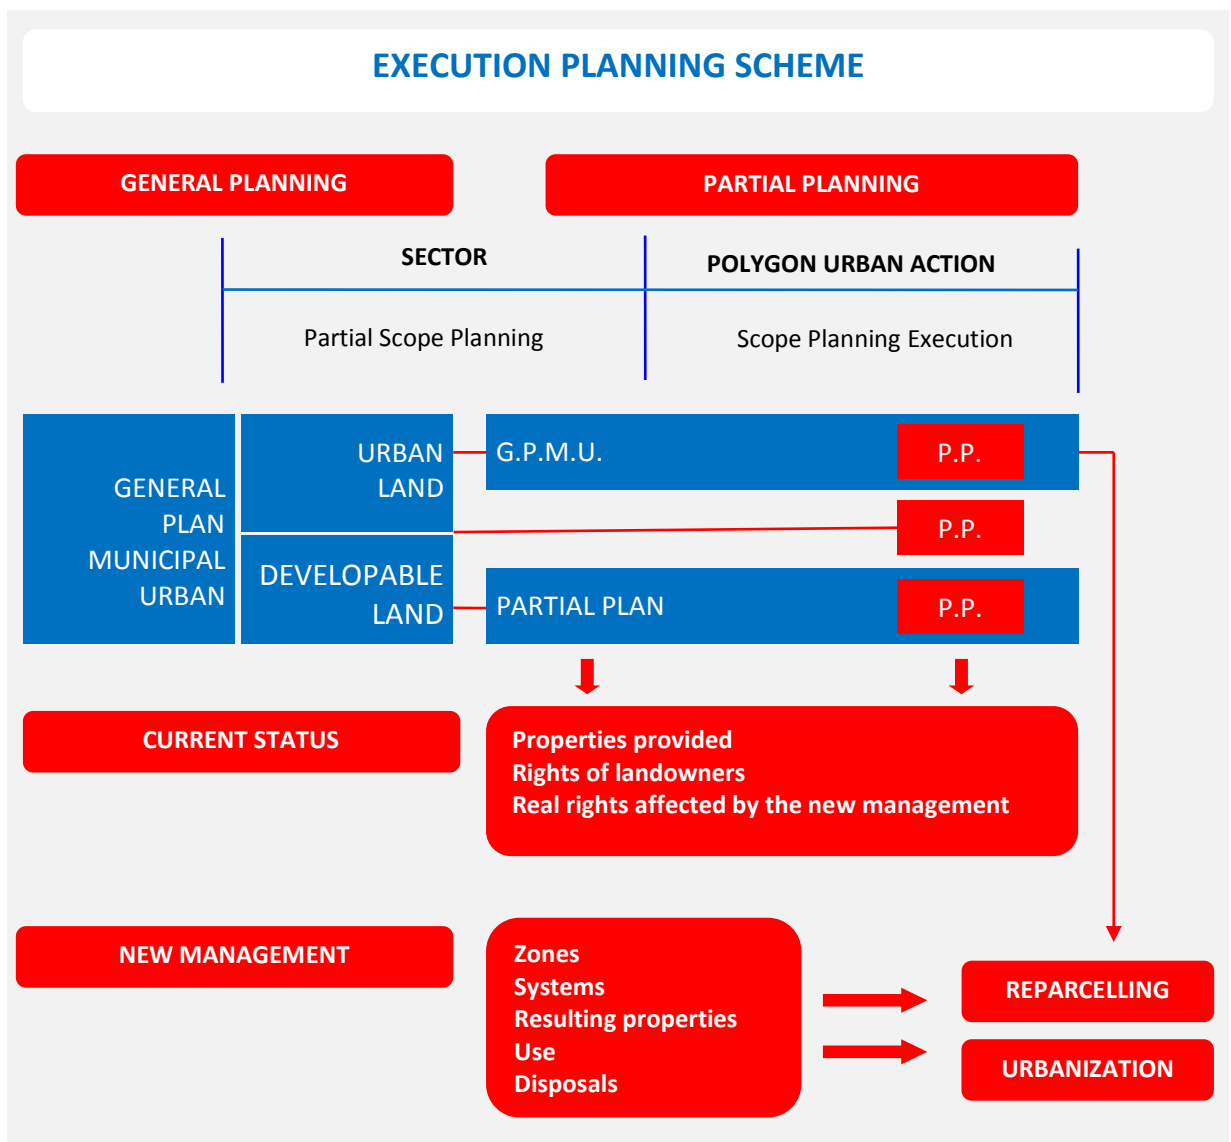 EXECUTION PLANNING SCHEME
GENERAL PLANNING
PARTIAL PLANNING
SECTOR
POLYGON URBAN ACTION
Partial Scope Planning
Scope Planning Execution
GENERAL
PLAN
MUNICIPAL
URBAN
URBAN
LAND
G.P.M.U.
P.P.
P.P.
DEVELOPABLE
LAND
PARTIAL PLAN
P.P.
CURRENT STATUS
Properties provided
Rights of landowners
Real rights affected by the new management
NEW MANAGEMENT
Zones
Systems
Resulting properties
Use
Disposals
REPARCELLING
URBANIZATION